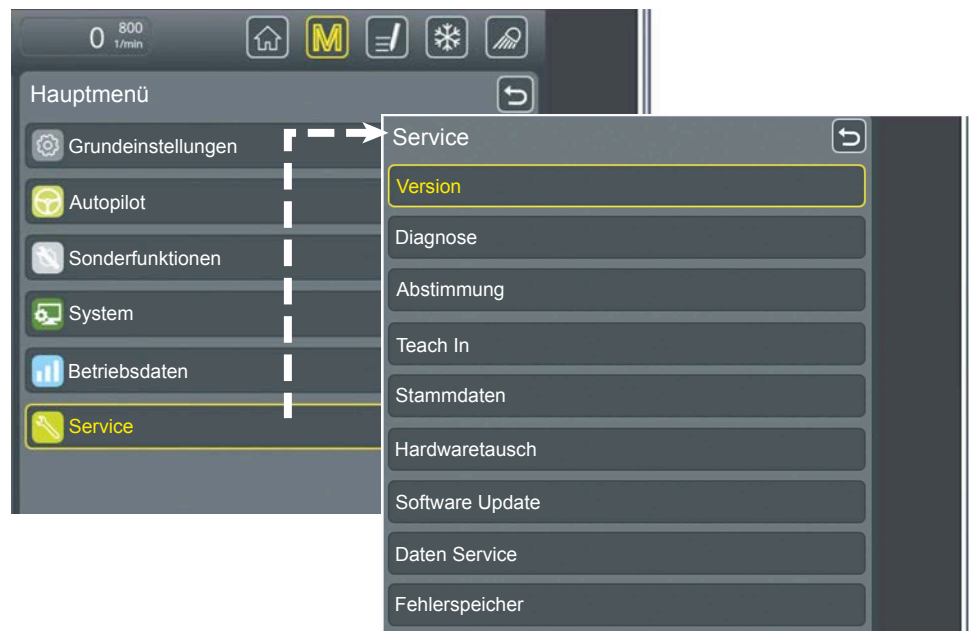 0 800
1/min
M
Hauptmenü
Grundeinstellungen
Autopilot
Sonderfunktionen
System
Betriebsdaten
Service
Service
Version
Diagnose
Abstimmung
Teach In
Stammdaten
Hardwaretausch
Software Update
Daten Service
Fehlerspeicher